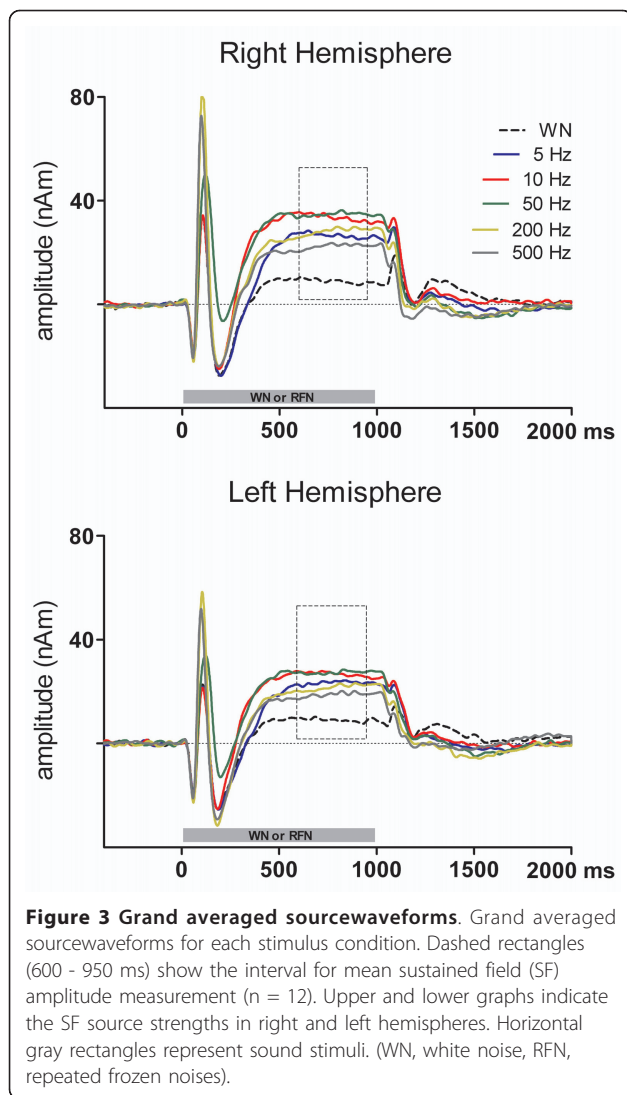 Right Hemisphere
80
40
amplitude (nAm)
WN
5 Hz
10 Hz
50 Hz
200 Hz
500 Hz
WN or RFN
0 500 1000 1500 2000 ms
Left Hemisphere
80
40
amplitude (nAm)
WN or RFN
0 500 1000 1500 2000 ms
Figure 3 Grand averaged sourcewaveforms. Grand averaged
sourcewaveforms for each stimulus condition. Dashed rectangles
(600 - 950 ms) show the interval for mean sustained field (SF)
amplitude measurement (n = 12). Upper and lower graphs indicate
the SF source strengths in right and left hemispheres. Horizontal
gray rectangles represent sound stimuli. (WN, white noise, RFN,
repeated frozen noises).